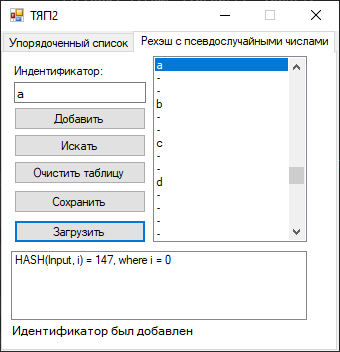 ТЯП2
Упорядоченный список
Рехэш с псевдослучайными числами
Индентификатор:
a
Добавить
Искать
Очистить таблицу
Сохранить
Загрузить
a
-
-
b
-
-
c
-
-
d
-
-
-
-
HASH(Input, i) = 147, where i = 0
Идентификатор был добавлен